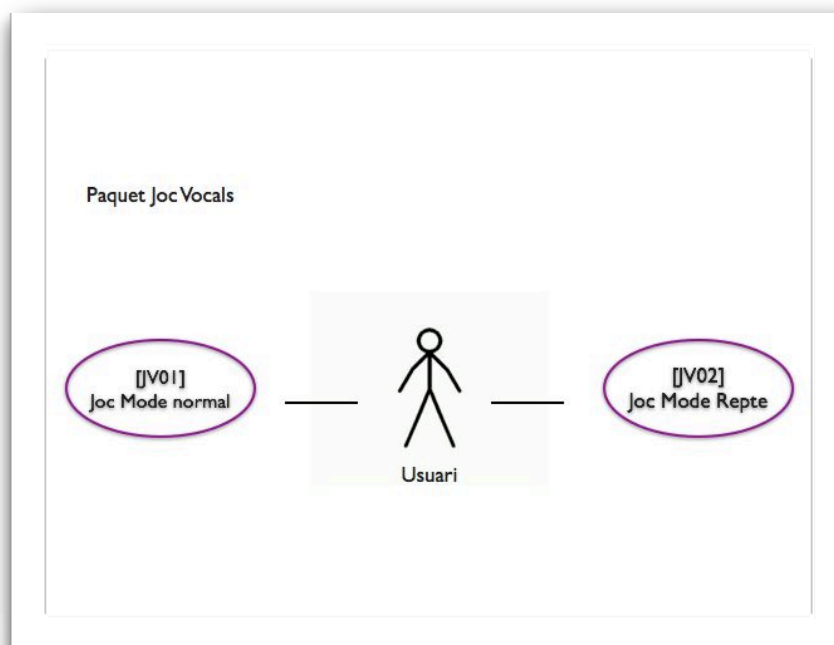 Paquet Joc Vocals
[JV01]
Joc Mode normal
[JV02]
Joc Mode Repte
Usuari